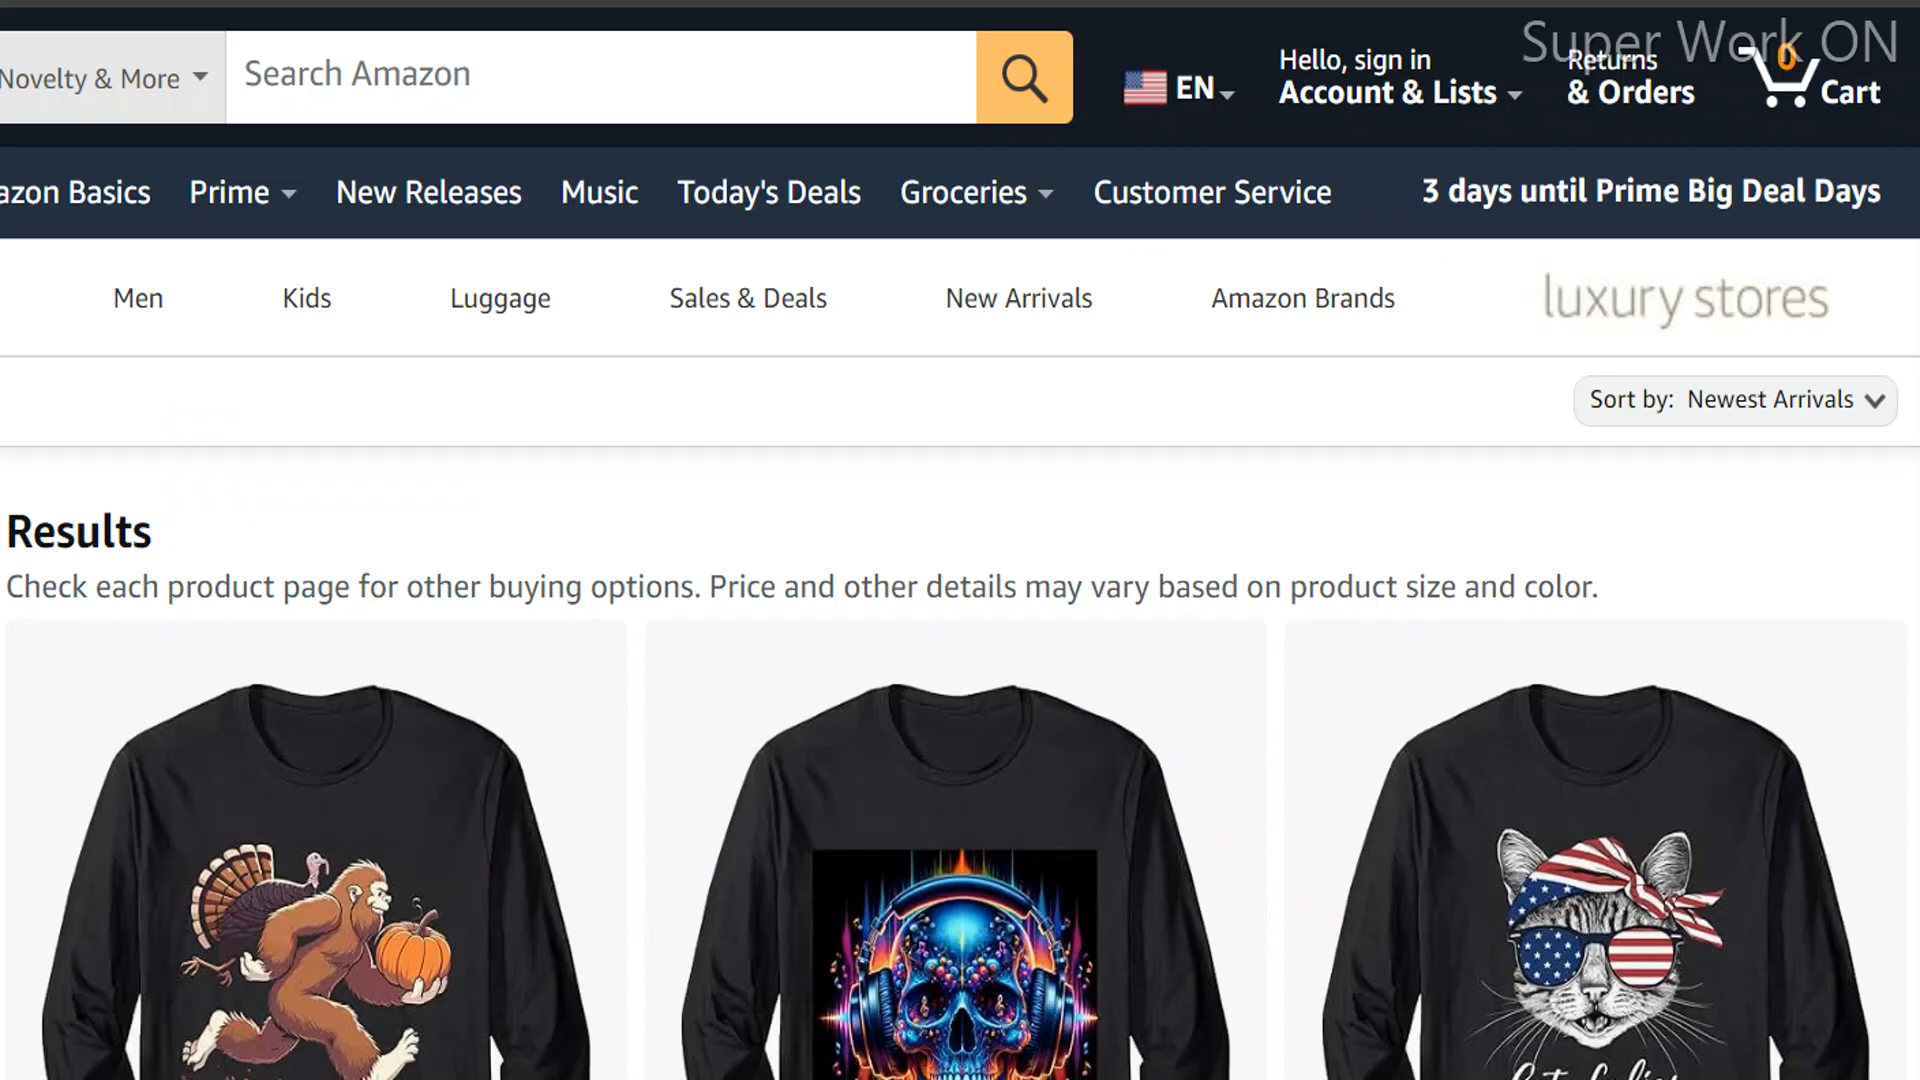 Super Work ON
Novelty & More
Search Amazon
EN
Hello, sign in
Account & Lists
Returns
& Orders
0
Cart
azon Basics
Prime
New Releases
Music
Today's Deals
Groceries
Customer Service
3 days until Prime Big Deal Days
Men
Kids
Luggage
Sales & Deals
New Arrivals
Amazon Brands
luxury stores
Sort by: Newest Arrivals
Results
Check each product page for other buying options. Price and other details may vary based on product size and color.